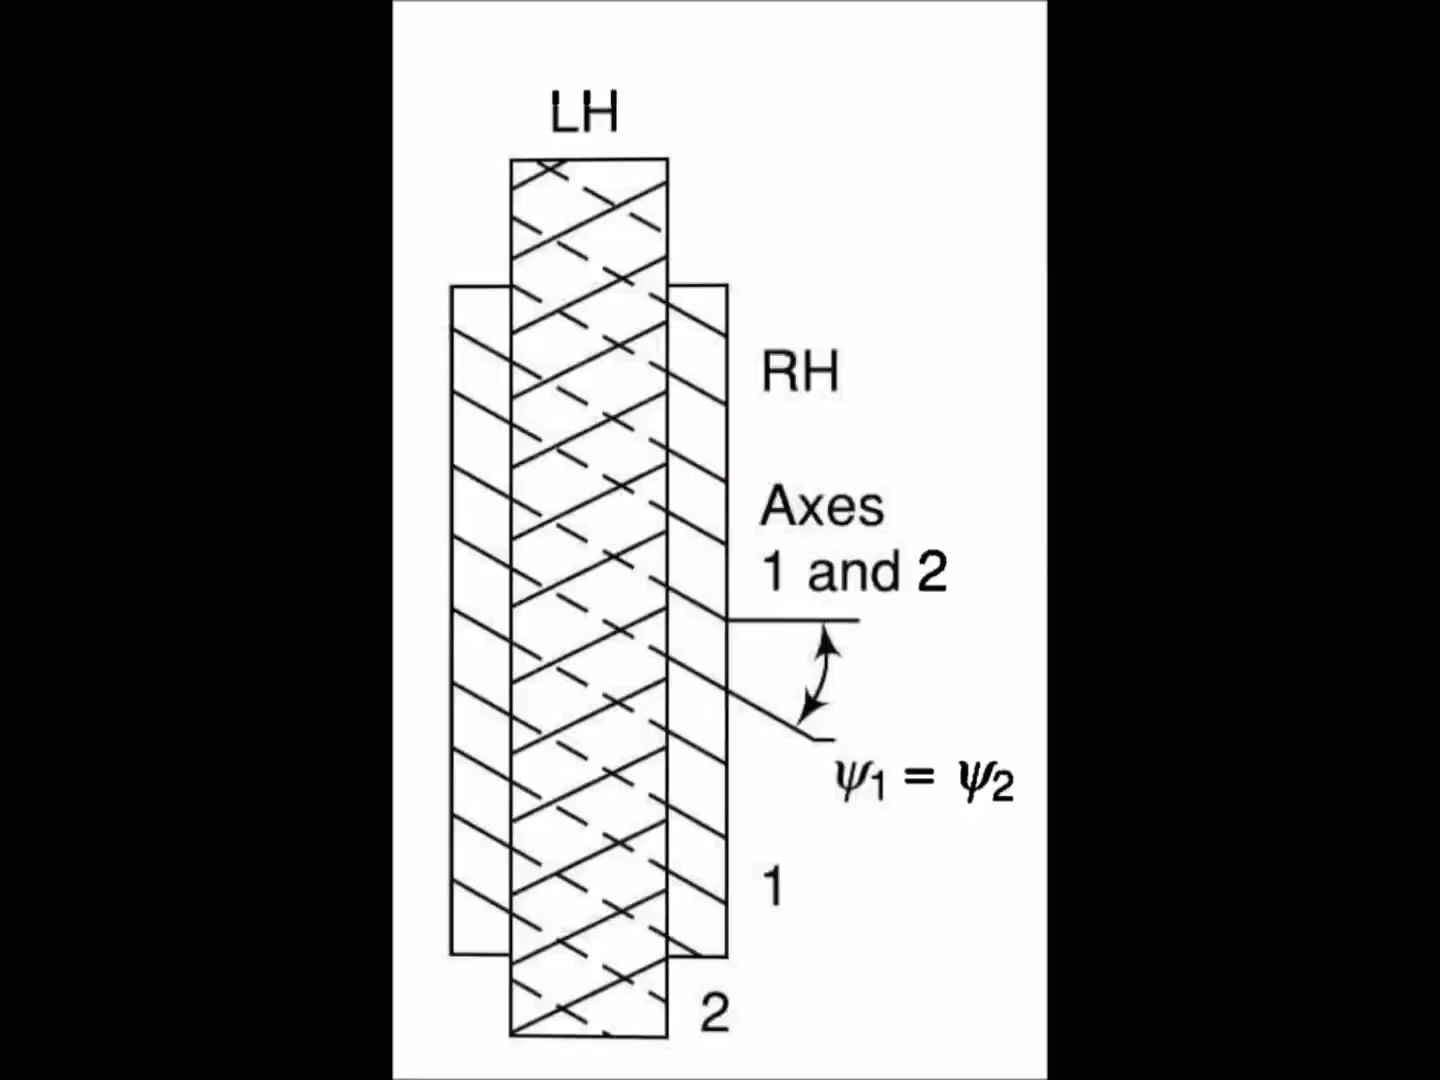 LH
RH
Axes
1 and 2
ψ1 = ψ2
1
2